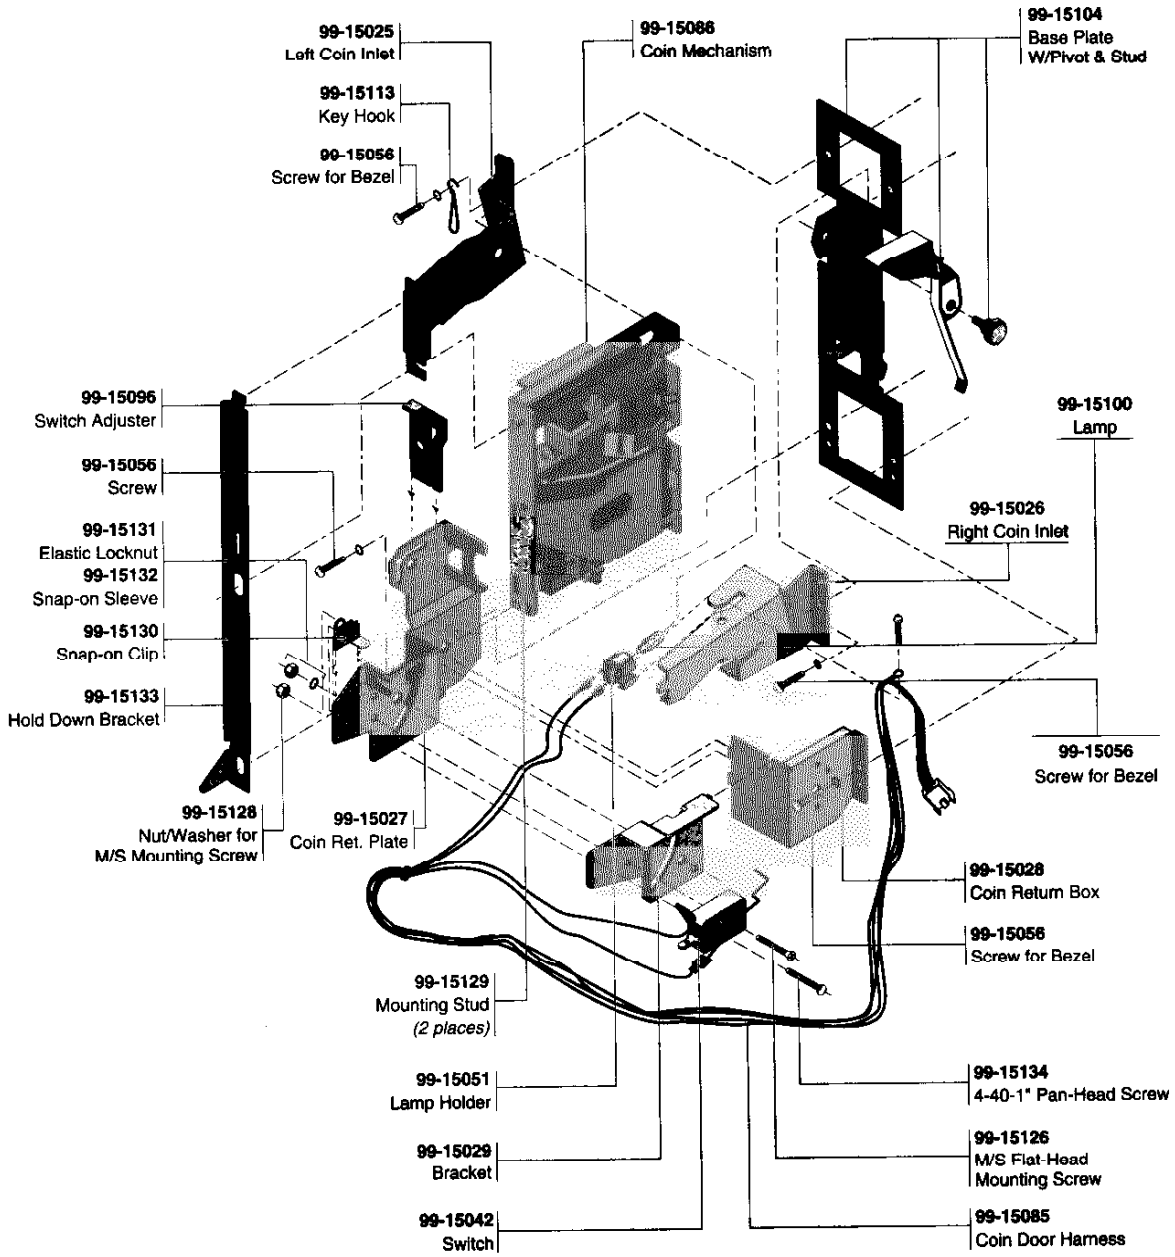 99-15025
Left Coin Inlet
99-15086
Coin Mechanism
99-15104
Base Plate
W/Pivot & Stud
99-15113
Key Hook
99-15056
Screw for Bezel
99-15096
Switch Adjuster
99-15100
Lamp
99-15056
Screw
99-15026
Right Coin Inlet
99-15131
Elastic Locknut
99-15132
Snap-on Sleeve
99-15130
Snap-on Clip
99-15133
Hold Down Bracket
99-15056
Screw for Bezel
99-15128
Nut/Washer for
M/S Mounting Screw
99-15027
Coin Ret. Plate
99-15028
Coin Return Box
99-15056
Screw for Bezel
99-15129
Mounting Stud
(2 places)
99-15051
Lamp Holder
99-15134
4-40-1" Pan-Head Screw
99-15029
Bracket
99-15126
M/S Flat-Head
Mounting Screw
99-15042
Switch
99-15085
Coin Door Harness